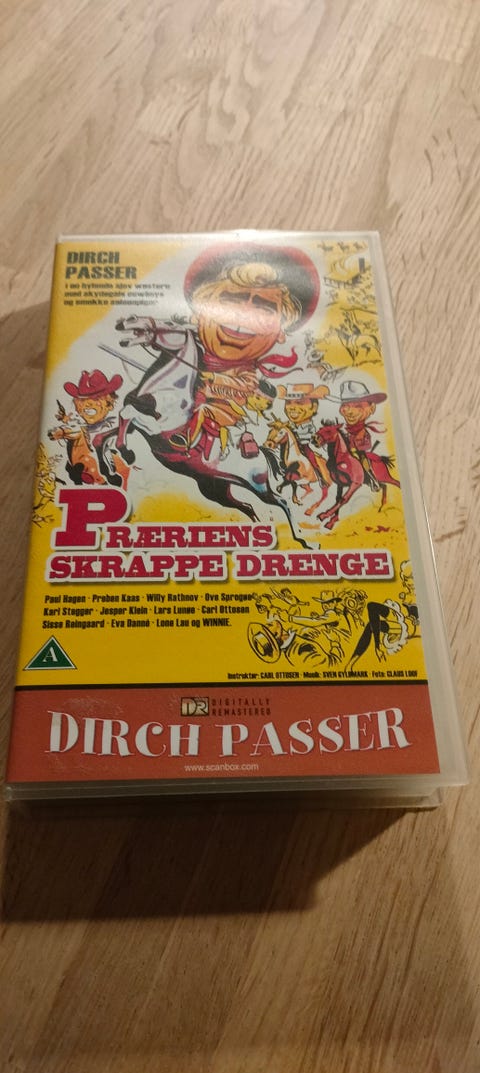 DIRCH
PASSER
i en hylende sjov western
med skydegale cowboys
og smukke saloonpiger
PRÆRIENS
SKRAPPE DRENGE
Paul Hagen · Preben Kaas · Willy Rathnov · Ove Sprogøe
Karl Stegger · Jesper Klein · Lars Lunøe · Carl Ottosen
Sisse Reingaard · Eva Danné · Lone Lau og WINNIE.
A
Instruktør: CARL OTTOSEN · Musik: SVEN GYLDMARK · Foto: CLAUS LOOF
DR DIGITALLY
REMASTERED
DIRCH PASSER
www.scanbox.com